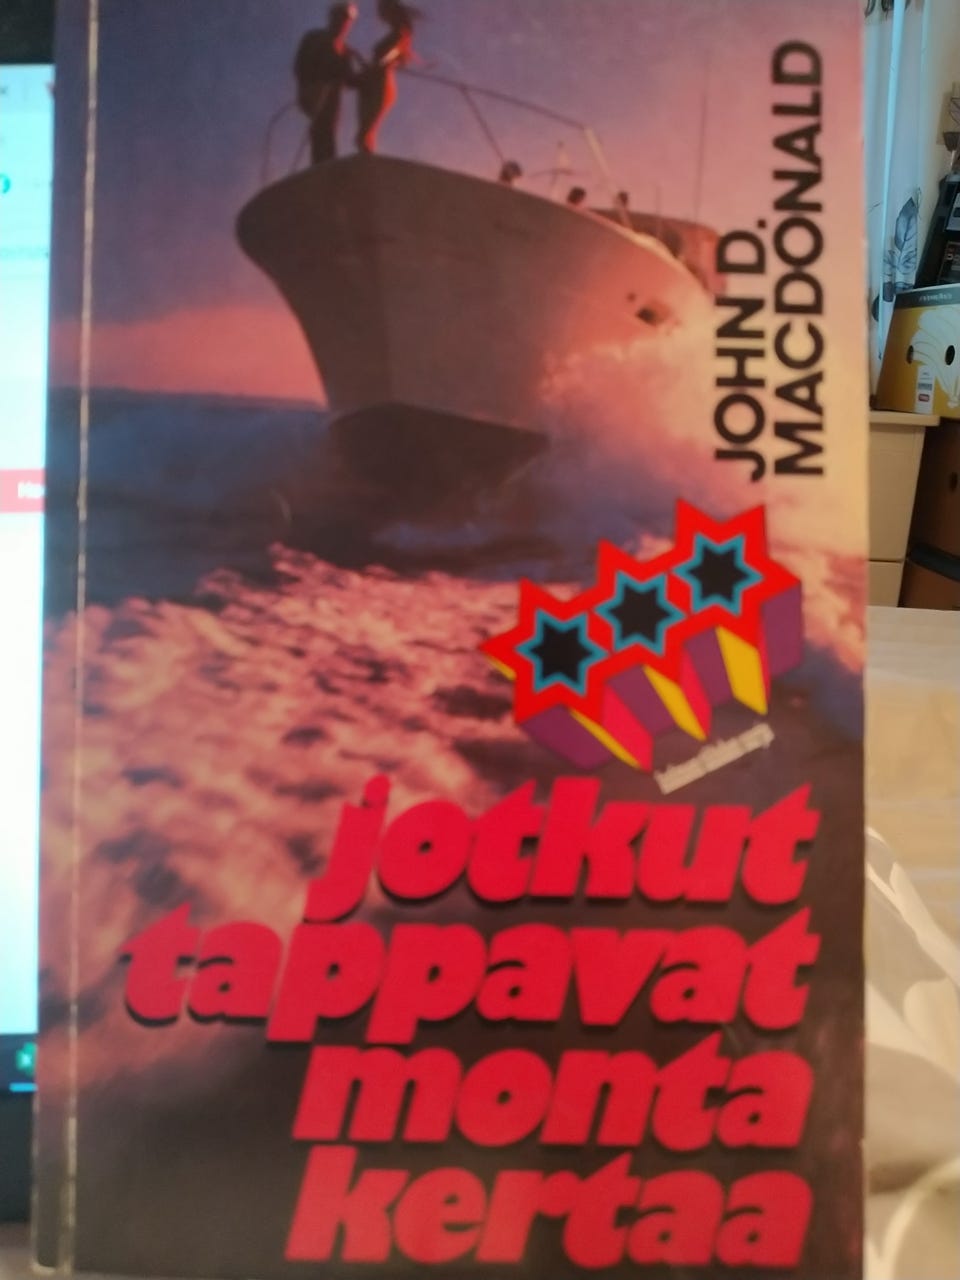 JOHN D.
MACDONALD
jotkut
tappavat
monta
kertaa